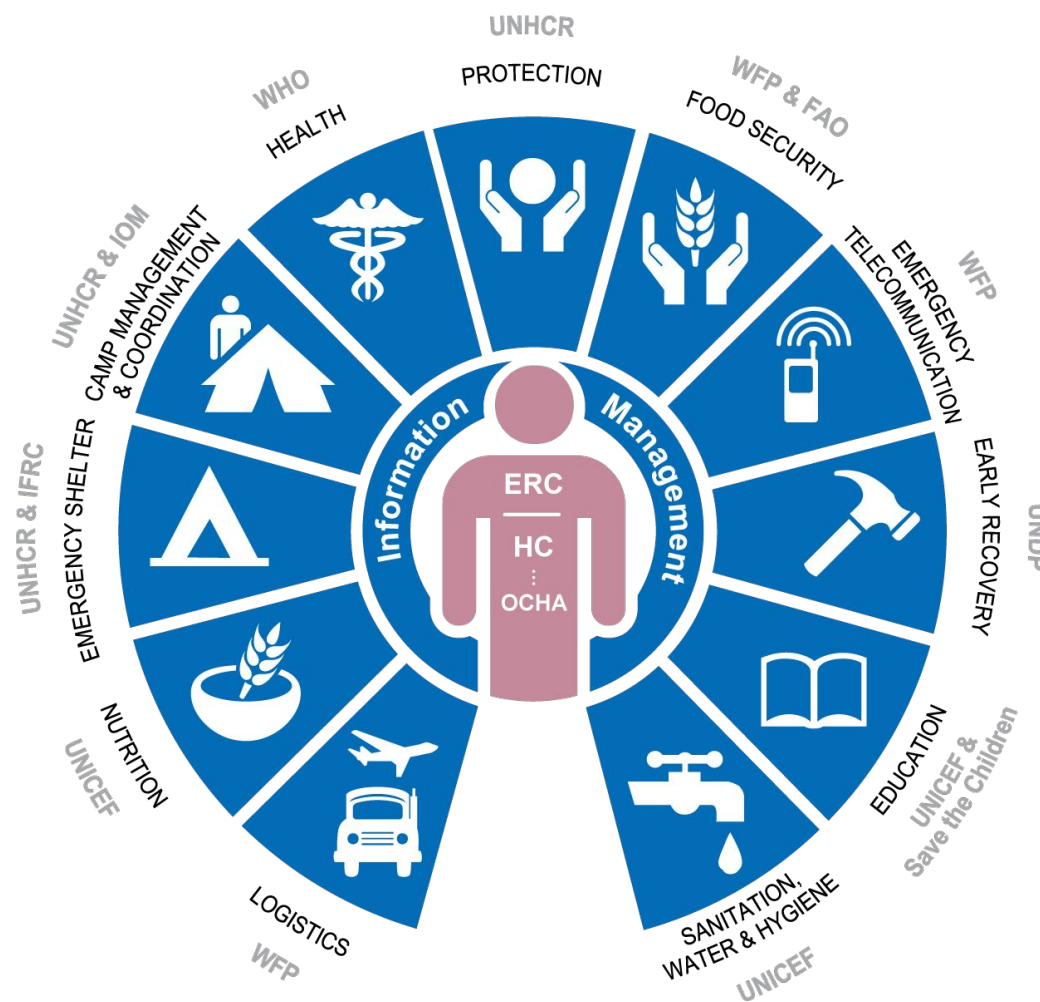 UNHCR
PROTECTION
WFP & FAO
FOOD SECURITY
WFP
EMERGENCY
TELECOMMUNICATION
UNDP
EARLY RECOVERY
EDUCATION
UNICEF &
Save the Children
SANITATION,
WATER & HYGIENE
UNICEF
LOGISTICS
WFP
NUTRITION
UNICEF
UNHCR & IFRC
EMERGENCY SHELTER
UNHCR & IOM
CAMP MANAGEMENT
& COORDINATION
WHO
HEALTH
Information Management
ERC
HC
OCHA